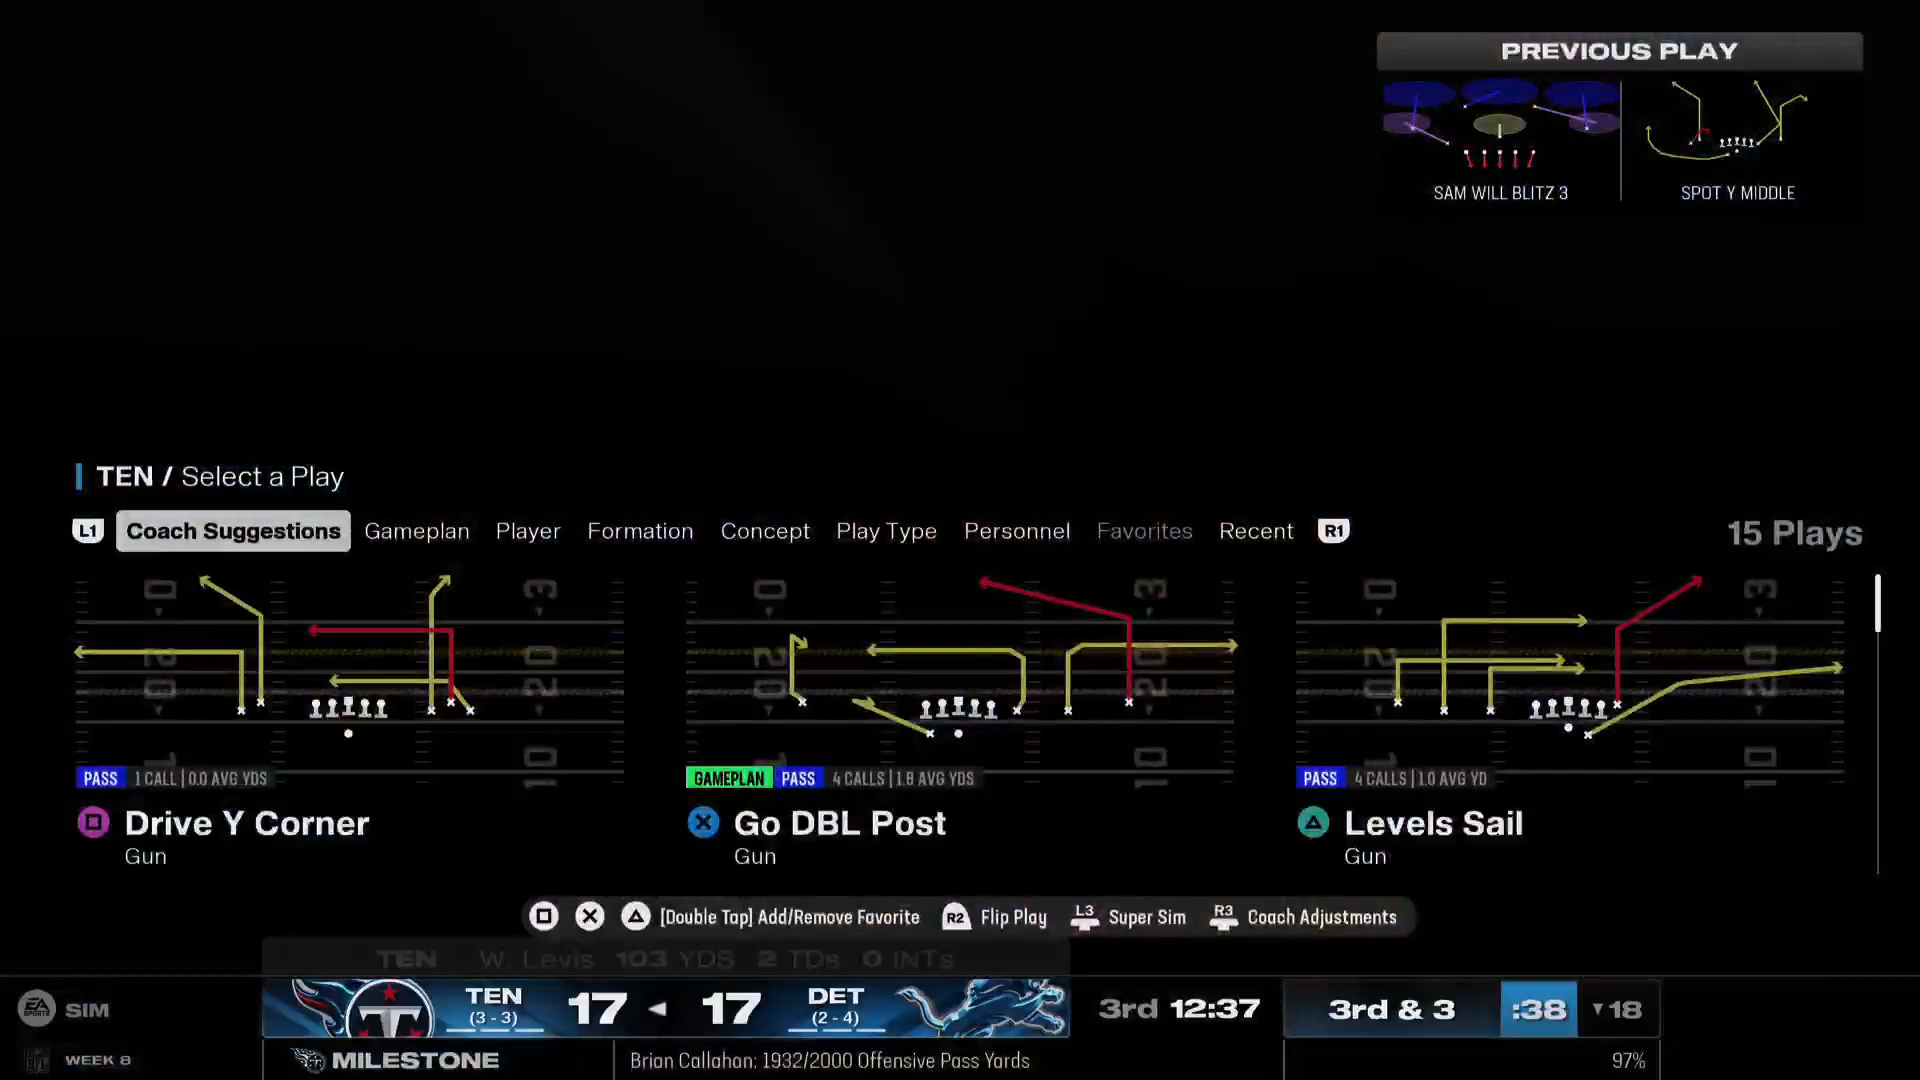 PREVIOUS PLAY
SAM WILL BLITZ 3
SPOT Y MIDDLE
TEN / Select a Play
L1 Coach Suggestions Gameplan Player Formation Concept Play Type Personnel Favorites Recent R1
15 Plays
PASS 1 CALL | 0.0 AVG YDS
Drive Y Corner
Gun
GAMEPLAN PASS 4 CALLS | 1.8 AVG YDS
Go DBL Post
Gun
PASS 4 CALLS | 1.0 AVG YD
Levels Sail
Gun
[Double Tap] Add/Remove Favorite R2 Flip Play L3 Super Sim R3 Coach Adjustments
TEN W. Levis 103 YDS 2 TDs 0 INTs
EA SPORTS SIM
TEN (3 - 3) 17 ◄ 17 DET (2 - 4)
3rd 12:37 3rd & 3 :38 ▼18
WEEK 8
MILESTONE Brian Callahan: 1932/2000 Offensive Pass Yards 97%